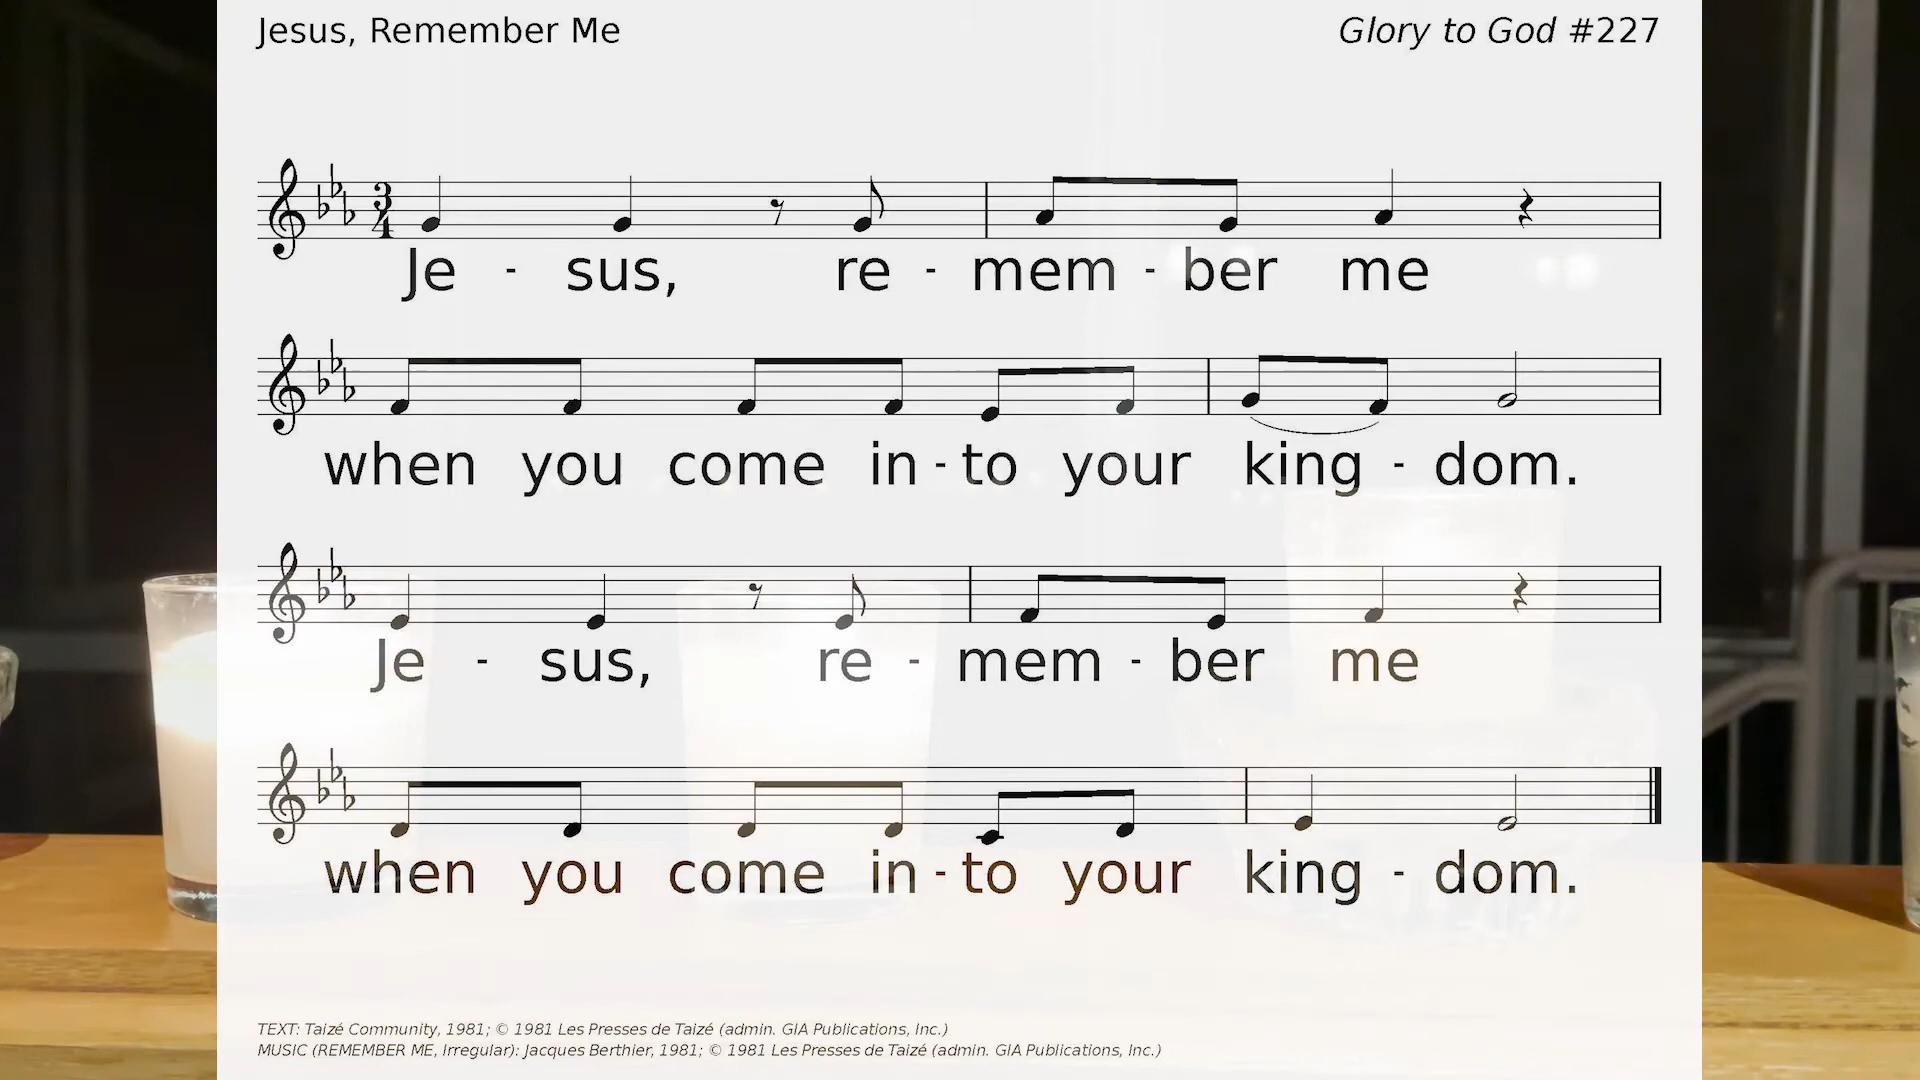 Jesus, Remember Me
Glory to God #227
Je - sus, re - mem - ber me
when you come in - to your king - dom.
Je - sus, re - mem - ber me
when you come in - to your king - dom.
TEXT: Taizé Community, 1981; © 1981 Les Presses de Taizé (admin. GIA Publications, Inc.)
MUSIC (REMEMBER ME, Irregular): Jacques Berthier, 1981; © 1981 Les Presses de Taizé (admin. GIA Publications, Inc.)